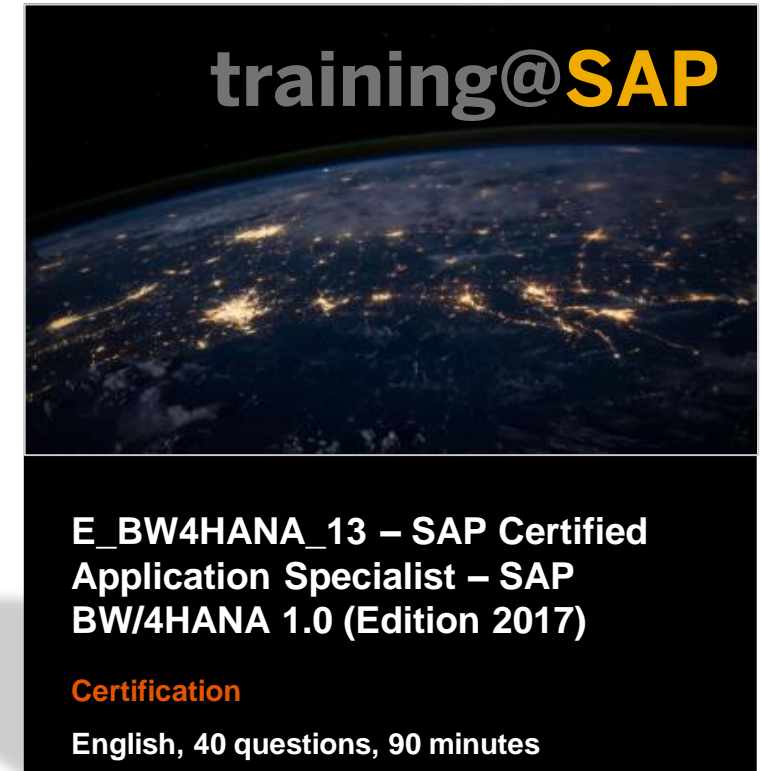 training@SAP
E_BW4HANA_13 – SAP Certified
Application Specialist – SAP
BW/4HANA 1.0 (Edition 2017)
Certification
English, 40 questions, 90 minutes